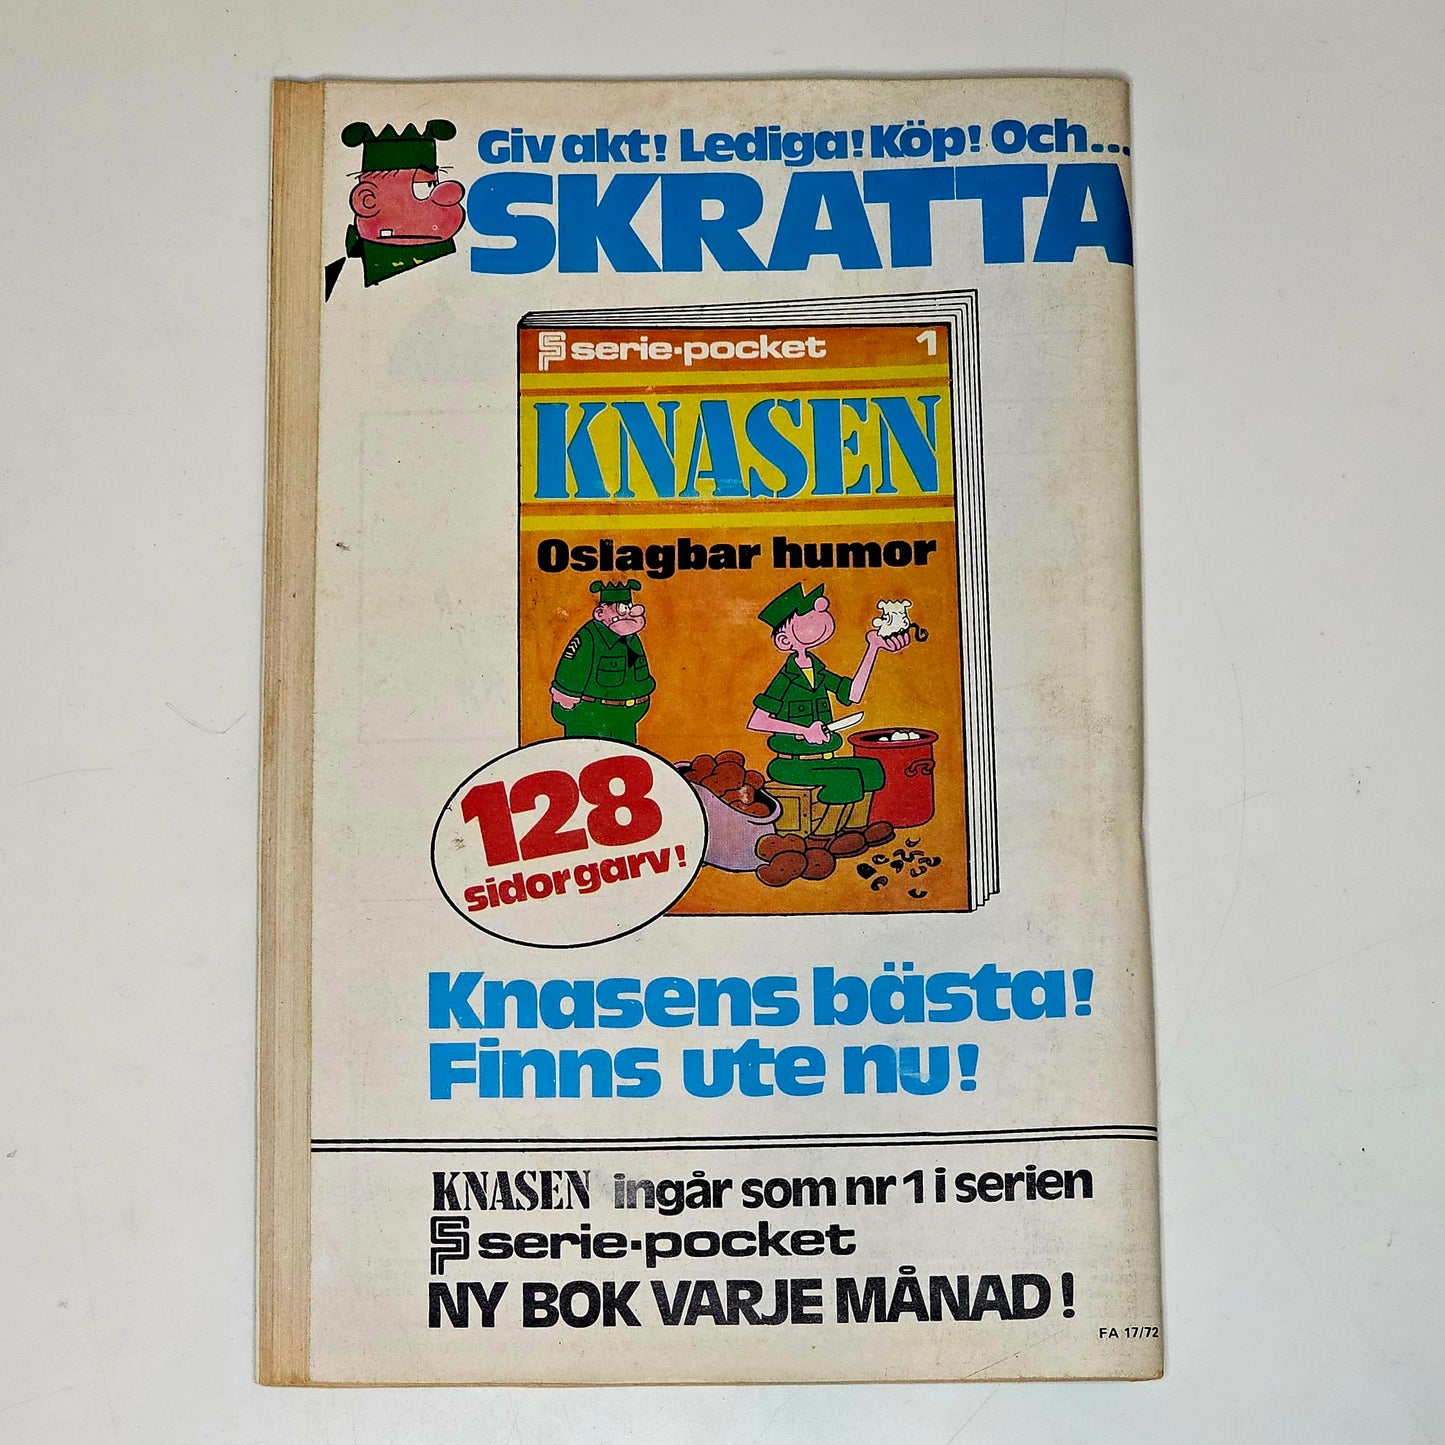 Giv akt! Lediga! Köp! Och...
SKRATTA
serie-pocket 1
KNASEN
Oslagbar humor
128
sidor garv!
Knasens bästa!
Finns ute nu!
KNASEN ingår som nr 1 i serien
serie-pocket
NY BOK VARJE MÅNAD!
FA 17/72